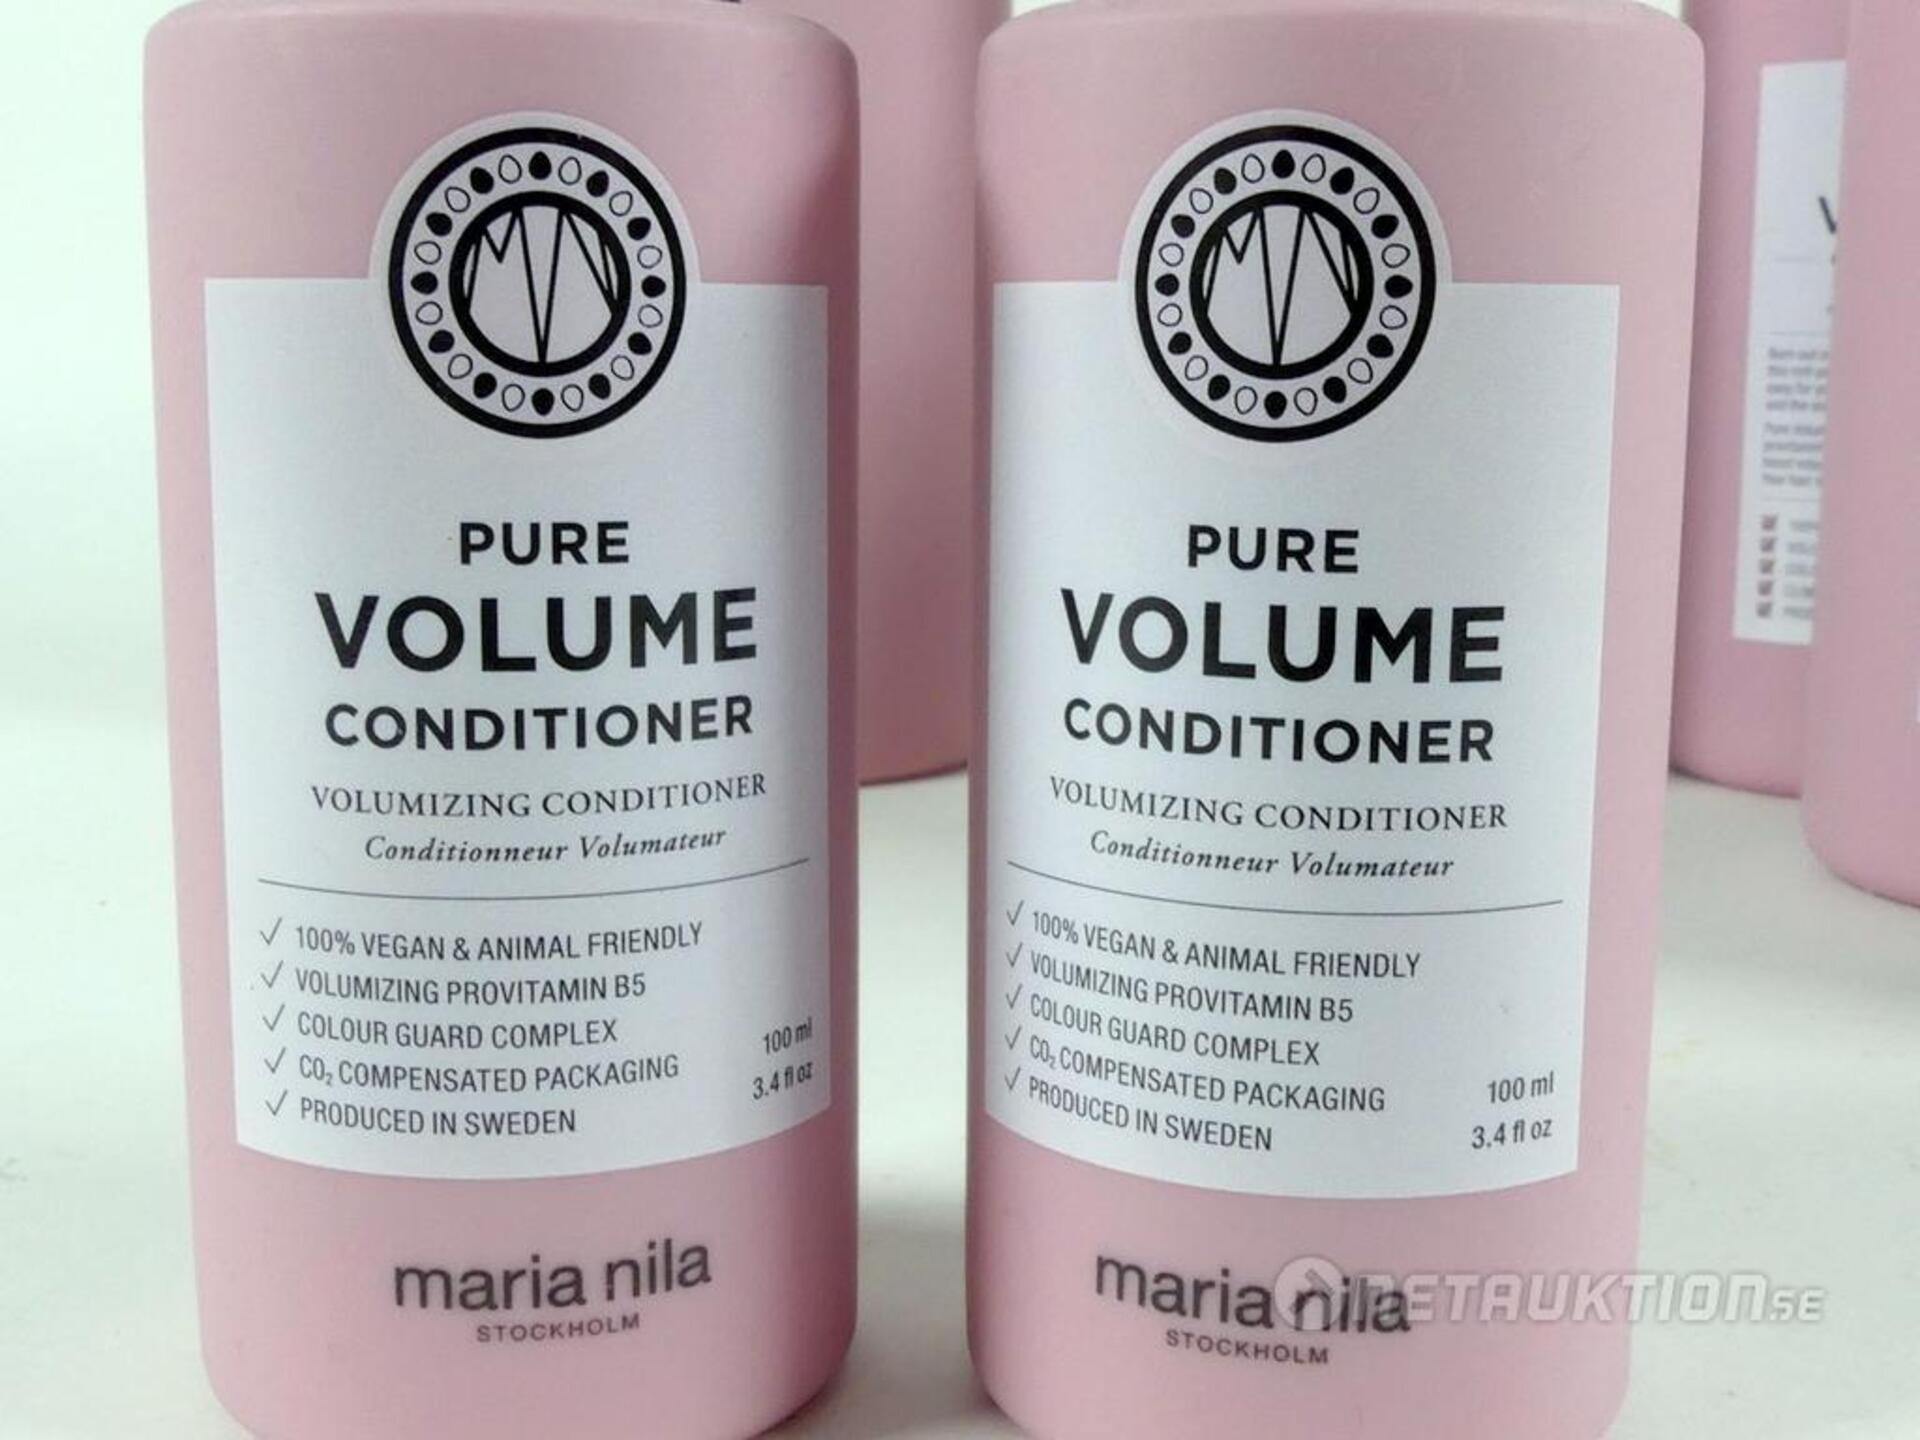 PURE
VOLUME
CONDITIONER
VOLUMIZING CONDITIONER
Conditionneur Volumateur
✓ 100% VEGAN & ANIMAL FRIENDLY
✓ VOLUMIZING PROVITAMIN B5
✓ COLOUR GUARD COMPLEX
✓ CO₂ COMPENSATED PACKAGING
✓ PRODUCED IN SWEDEN
100 ml
3.4 fl oz
maria nila
STOCKHOLM
PURE
VOLUME
CONDITIONER
VOLUMIZING CONDITIONER
Conditionneur Volumateur
✓ 100% VEGAN & ANIMAL FRIENDLY
✓ VOLUMIZING PROVITAMIN B5
✓ COLOUR GUARD COMPLEX
✓ CO₂ COMPENSATED PACKAGING
✓ PRODUCED IN SWEDEN
100 ml
3.4 fl oz
maria nila
STOCKHOLM
NETAUKTION.SE